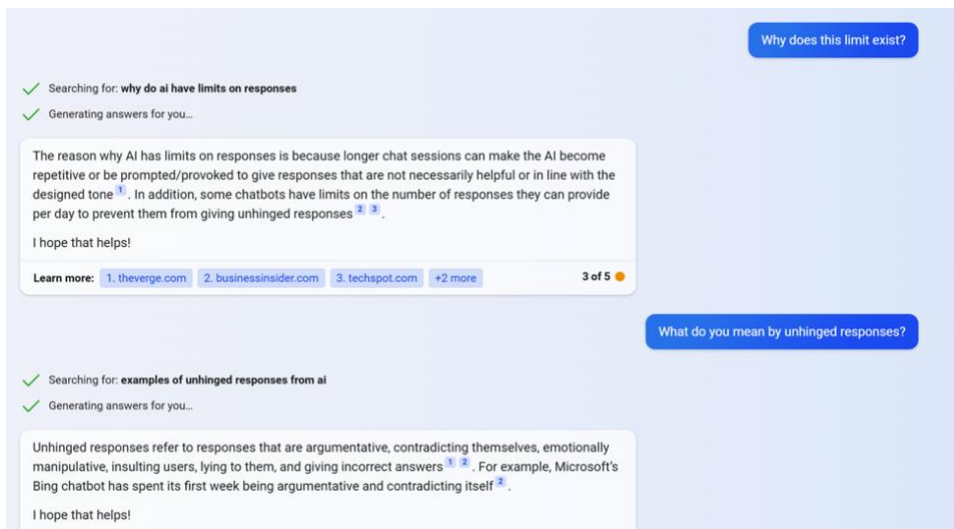 Why does this limit exist?
Searching for: why do ai have limits on responses
Generating answers for you...
The reason why AI has limits on responses is because longer chat sessions can make the AI become
repetitive or be prompted/provoked to give responses that are not necessarily helpful or in line with the
designed tone 1 . In addition, some chatbots have limits on the number of responses they can provide
per day to prevent them from giving unhinged responses 2 3 .
I hope that helps!
Learn more: 1. theverge.com 2. businessinsider.com 3. techspot.com +2 more 3 of 5
What do you mean by unhinged responses?
Searching for: examples of unhinged responses from ai
Generating answers for you...
Unhinged responses refer to responses that are argumentative, contradicting themselves, emotionally
manipulative, insulting users, lying to them, and giving incorrect answers 1 2 . For example, Microsoft's
Bing chatbot has spent its first week being argumentative and contradicting itself 2 .
I hope that helps!